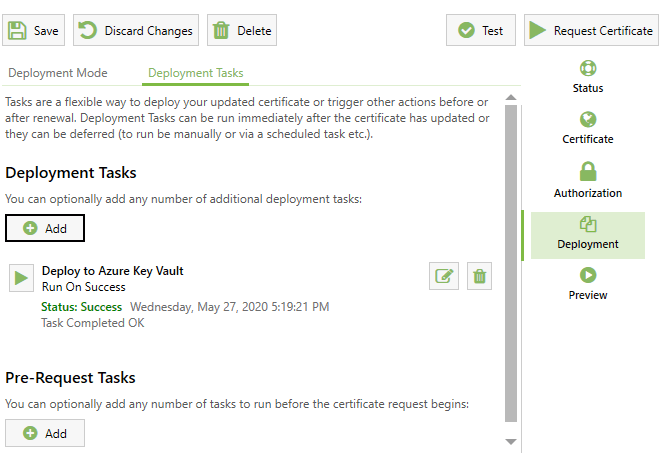 Save Discard Changes Delete Test Request Certificate
Deployment Mode Deployment Tasks
Tasks are a flexible way to deploy your updated certificate or trigger other actions before or
after renewal. Deployment Tasks can be run immediately after the certificate has updated or
they can be deferred (to run be manually or via a scheduled task etc.).
Deployment Tasks
You can optionally add any number of additional deployment tasks:
Add
Deploy to Azure Key Vault
Run On Success
Status: Success Wednesday, May 27, 2020 5:19:21 PM
Task Completed OK
Pre-Request Tasks
You can optionally add any number of tasks to run before the certificate request begins:
Add
Status
Certificate
Authorization
Deployment
Preview